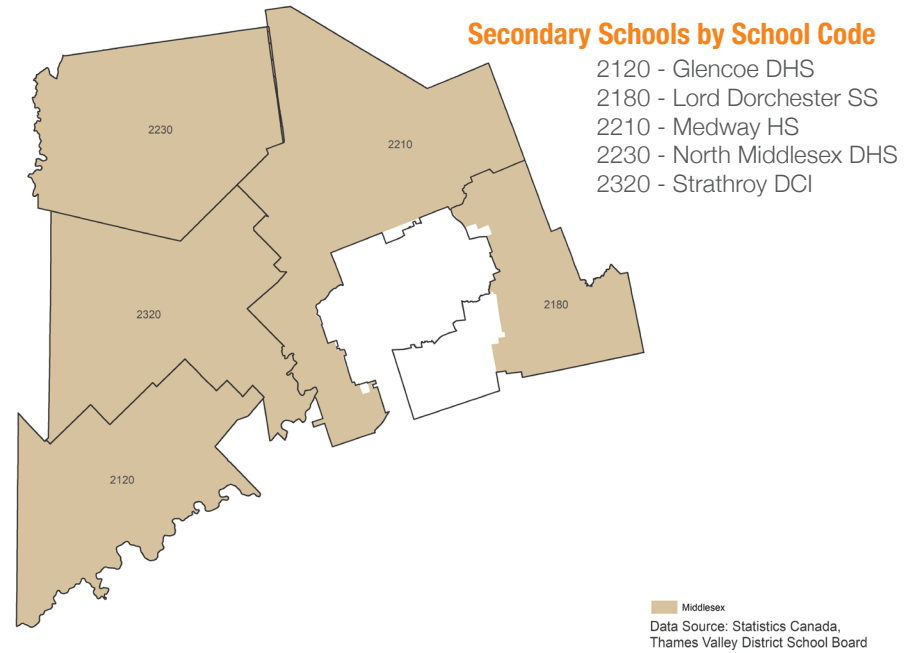 Secondary Schools by School Code
2120 - Glencoe DHS
2180 - Lord Dorchester SS
2210 - Medway HS
2230 - North Middlesex DHS
2320 - Strathroy DCI
2230
2210
2180
2320
2120
Middlesex
Data Source: Statistics Canada,
Thames Valley District School Board